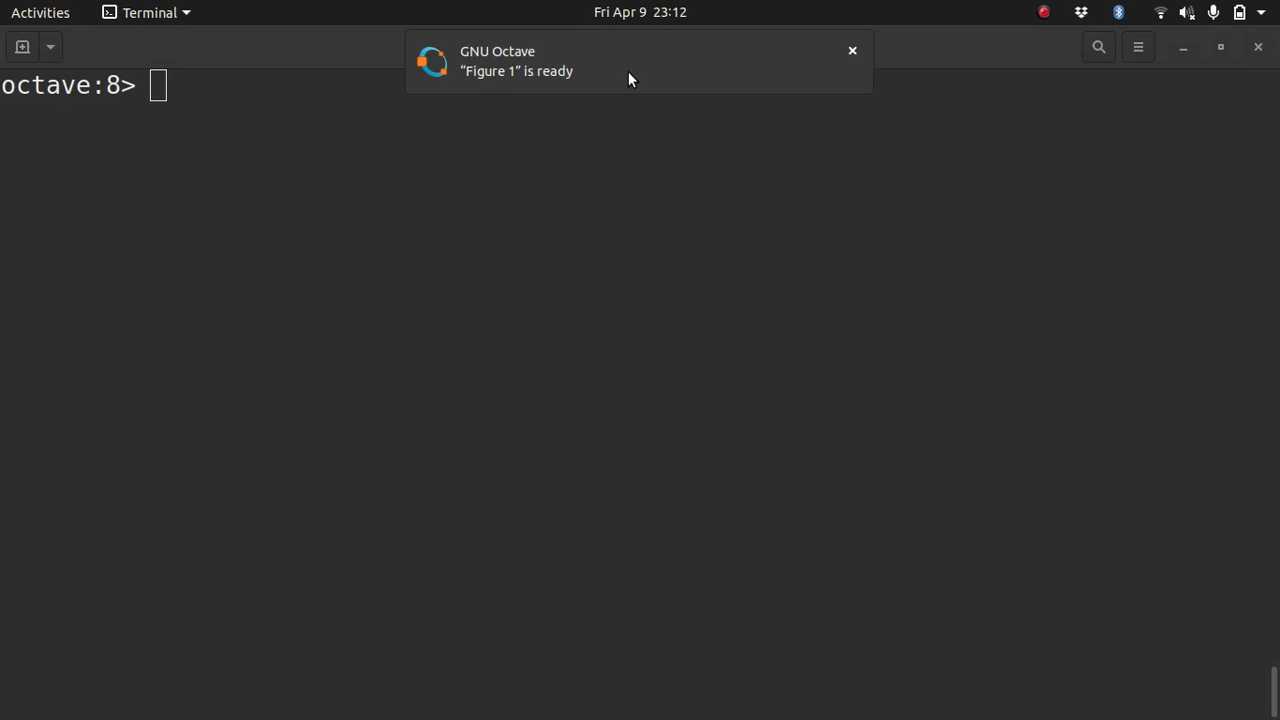 Activities Terminal Fri Apr 9 23:12
GNU Octave
“Figure 1” is ready
octave:8>